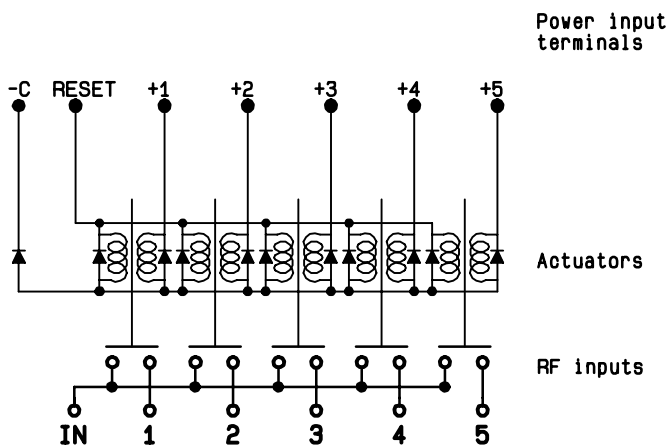 Power input
terminals
-C RESET +1 +2 +3 +4 +5
Actuators
RF inputs
IN 1 2 3 4 5